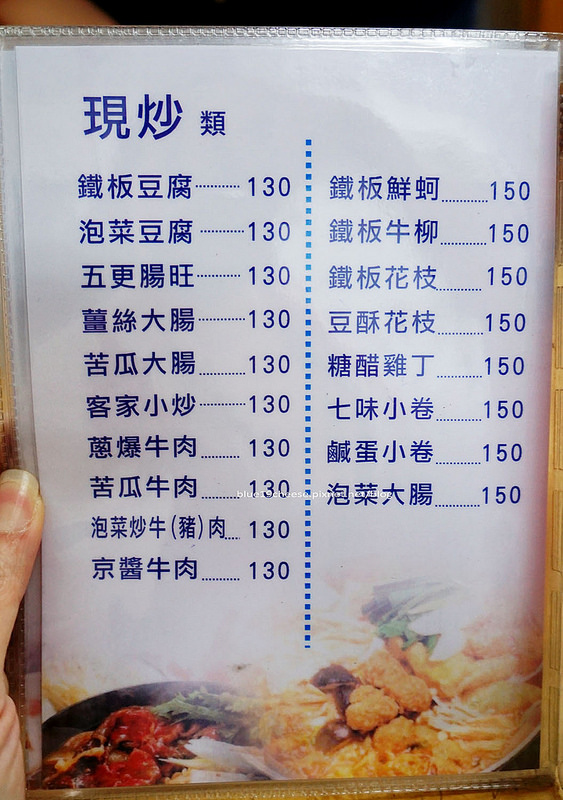 現炒 類
鐵板豆腐 130
泡菜豆腐 130
五更腸旺 130
薑絲大腸 130
苦瓜大腸 130
客家小炒 130
蔥爆牛肉 130
苦瓜牛肉 130
泡菜炒牛(豬)肉 130
京醬牛肉 130
鐵板鮮蚵 150
鐵板牛柳 150
鐵板花枝 150
豆酥花枝 150
糖醋雞丁 150
七味小卷 150
鹹蛋小卷 150
泡菜大腸 150